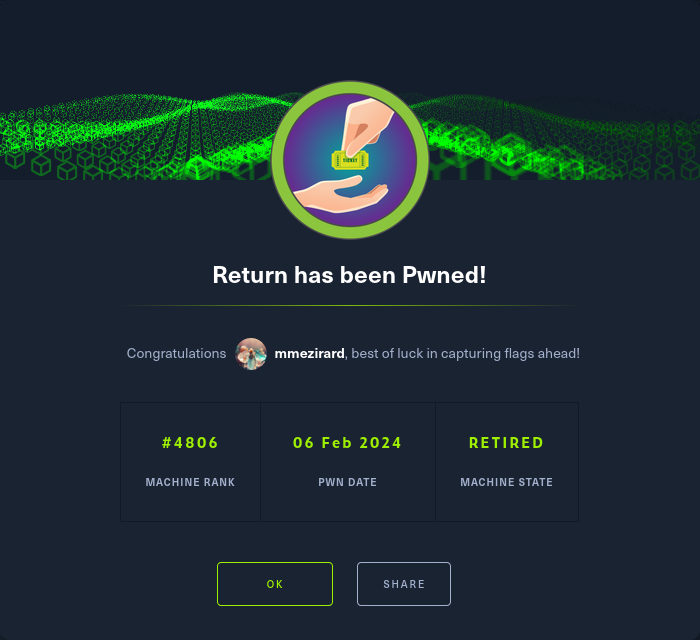 TICKET
Return has been Pwned!
Congratulations mmezirard, best of luck in capturing flags ahead!
#4806 06 Feb 2024 RETIRED
MACHINE RANK PWN DATE MACHINE STATE
OK SHARE